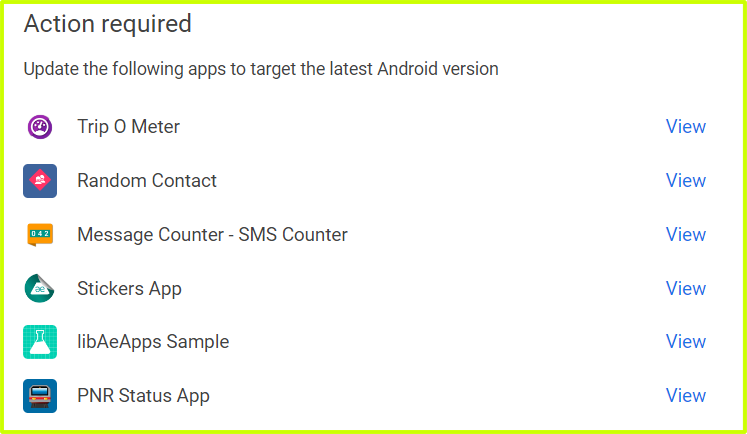 Action required
Update the following apps to target the latest Android version
Trip O Meter View
Random Contact View
042
Message Counter - SMS Counter View
ae
Stickers App View
libAeApps Sample View
PNR Status App View